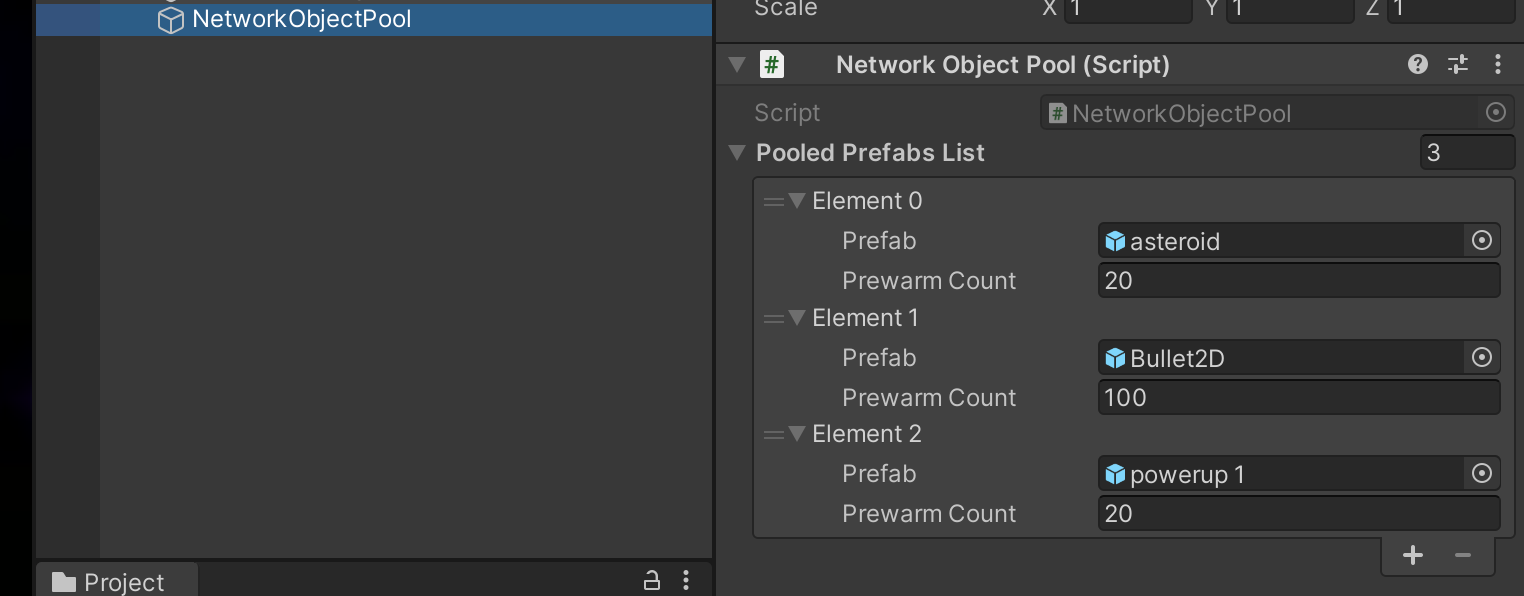 NetworkObjectPool
Scale X 1 Y 1 Z 1
# Network Object Pool (Script)
Script # NetworkObjectPool
Pooled Prefabs List 3
Element 0
Prefab asteroid
Prewarm Count 20
Element 1
Prefab Bullet2D
Prewarm Count 100
Element 2
Prefab powerup 1
Prewarm Count 20
Project